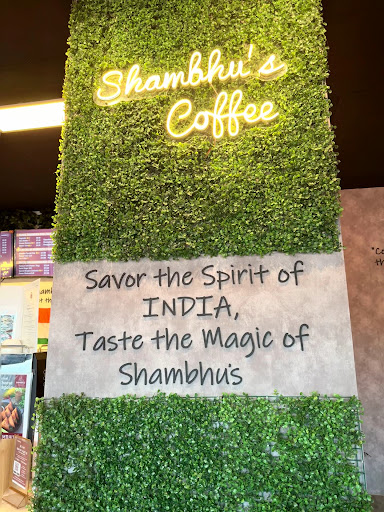 Shambhu's
Coffee
Savor the Spirit of
INDIA,
Taste the Magic of
Shambhu's